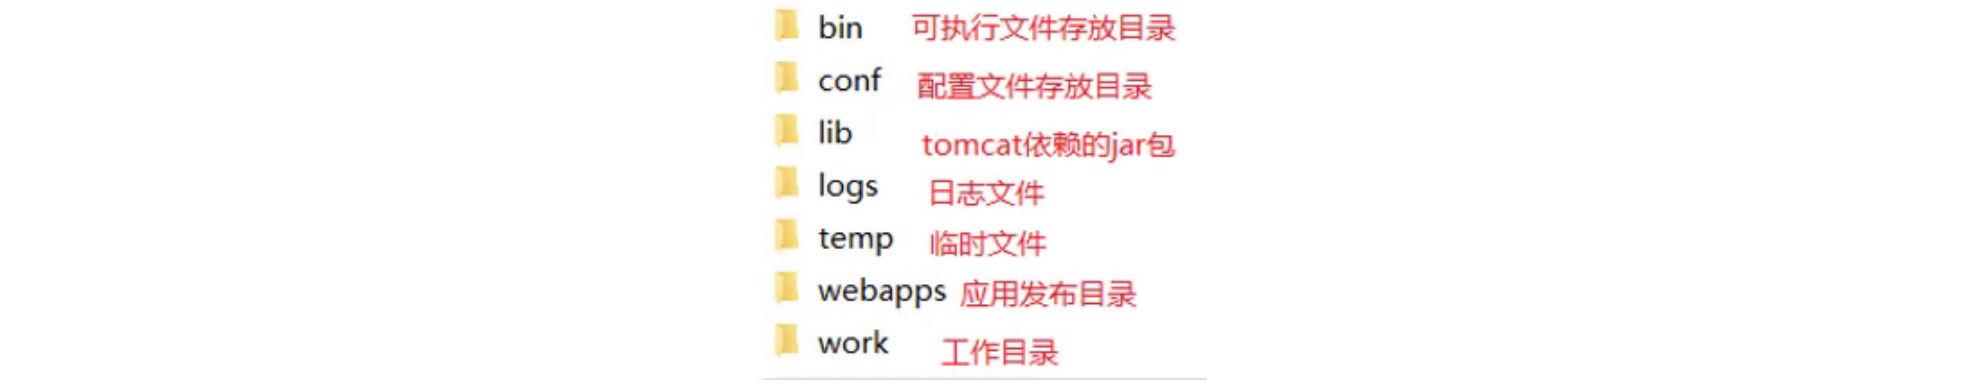 bin 可执行文件存放目录
conf 配置文件存放目录
lib tomcat依赖的jar包
logs 日志文件
temp 临时文件
webapps 应用发布目录
work 工作目录